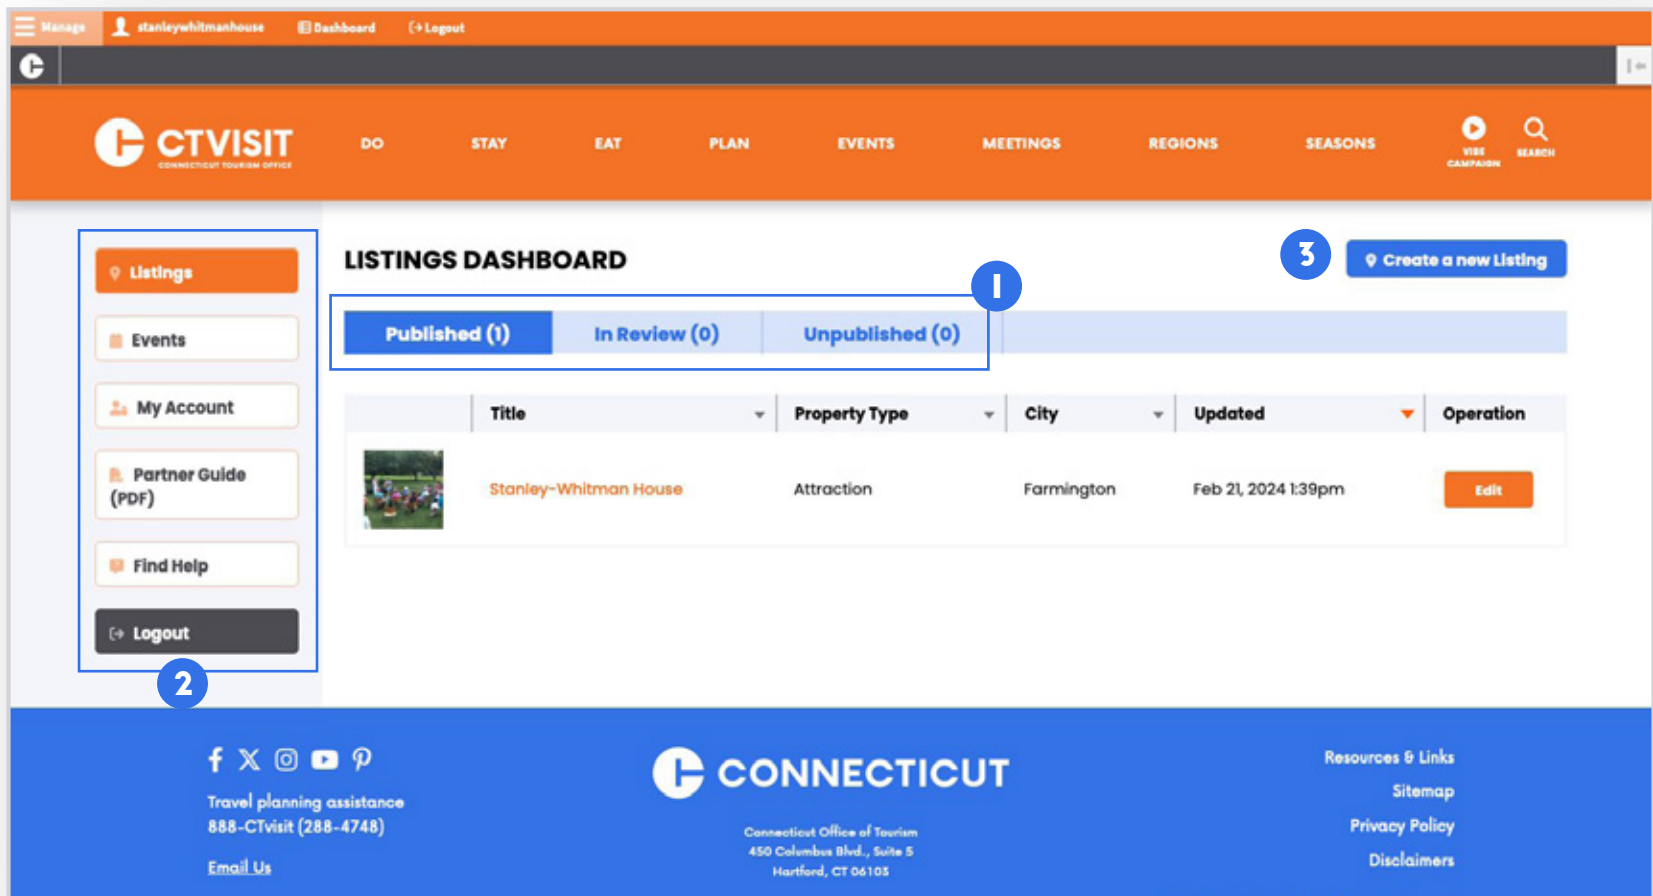 Manage stanleywhitmanhouse Dashboard Logout
CTVISIT
CONNECTICUT TOURISM OFFICE
DO STAY EAT PLAN EVENTS MEETINGS REGIONS SEASONS
VIBE CAMPAIGN
SEARCH
Listings
Events
My Account
Partner Guide
(PDF)
Find Help
Logout
2
LISTINGS DASHBOARD
3
Create a new Listing
1
Published (1) In Review (0) Unpublished (0)
Title Property Type City Updated Operation
Stanley-Whitman House Attraction Farmington Feb 21, 2024 1:39pm Edit
Travel planning assistance
888-CTvisit (288-4748)
Email Us
CONNECTICUT
Connecticut Office of Tourism
450 Columbus Blvd., Suite 5
Hartford, CT 06103
Resources & Links
Sitemap
Privacy Policy
Disclaimers